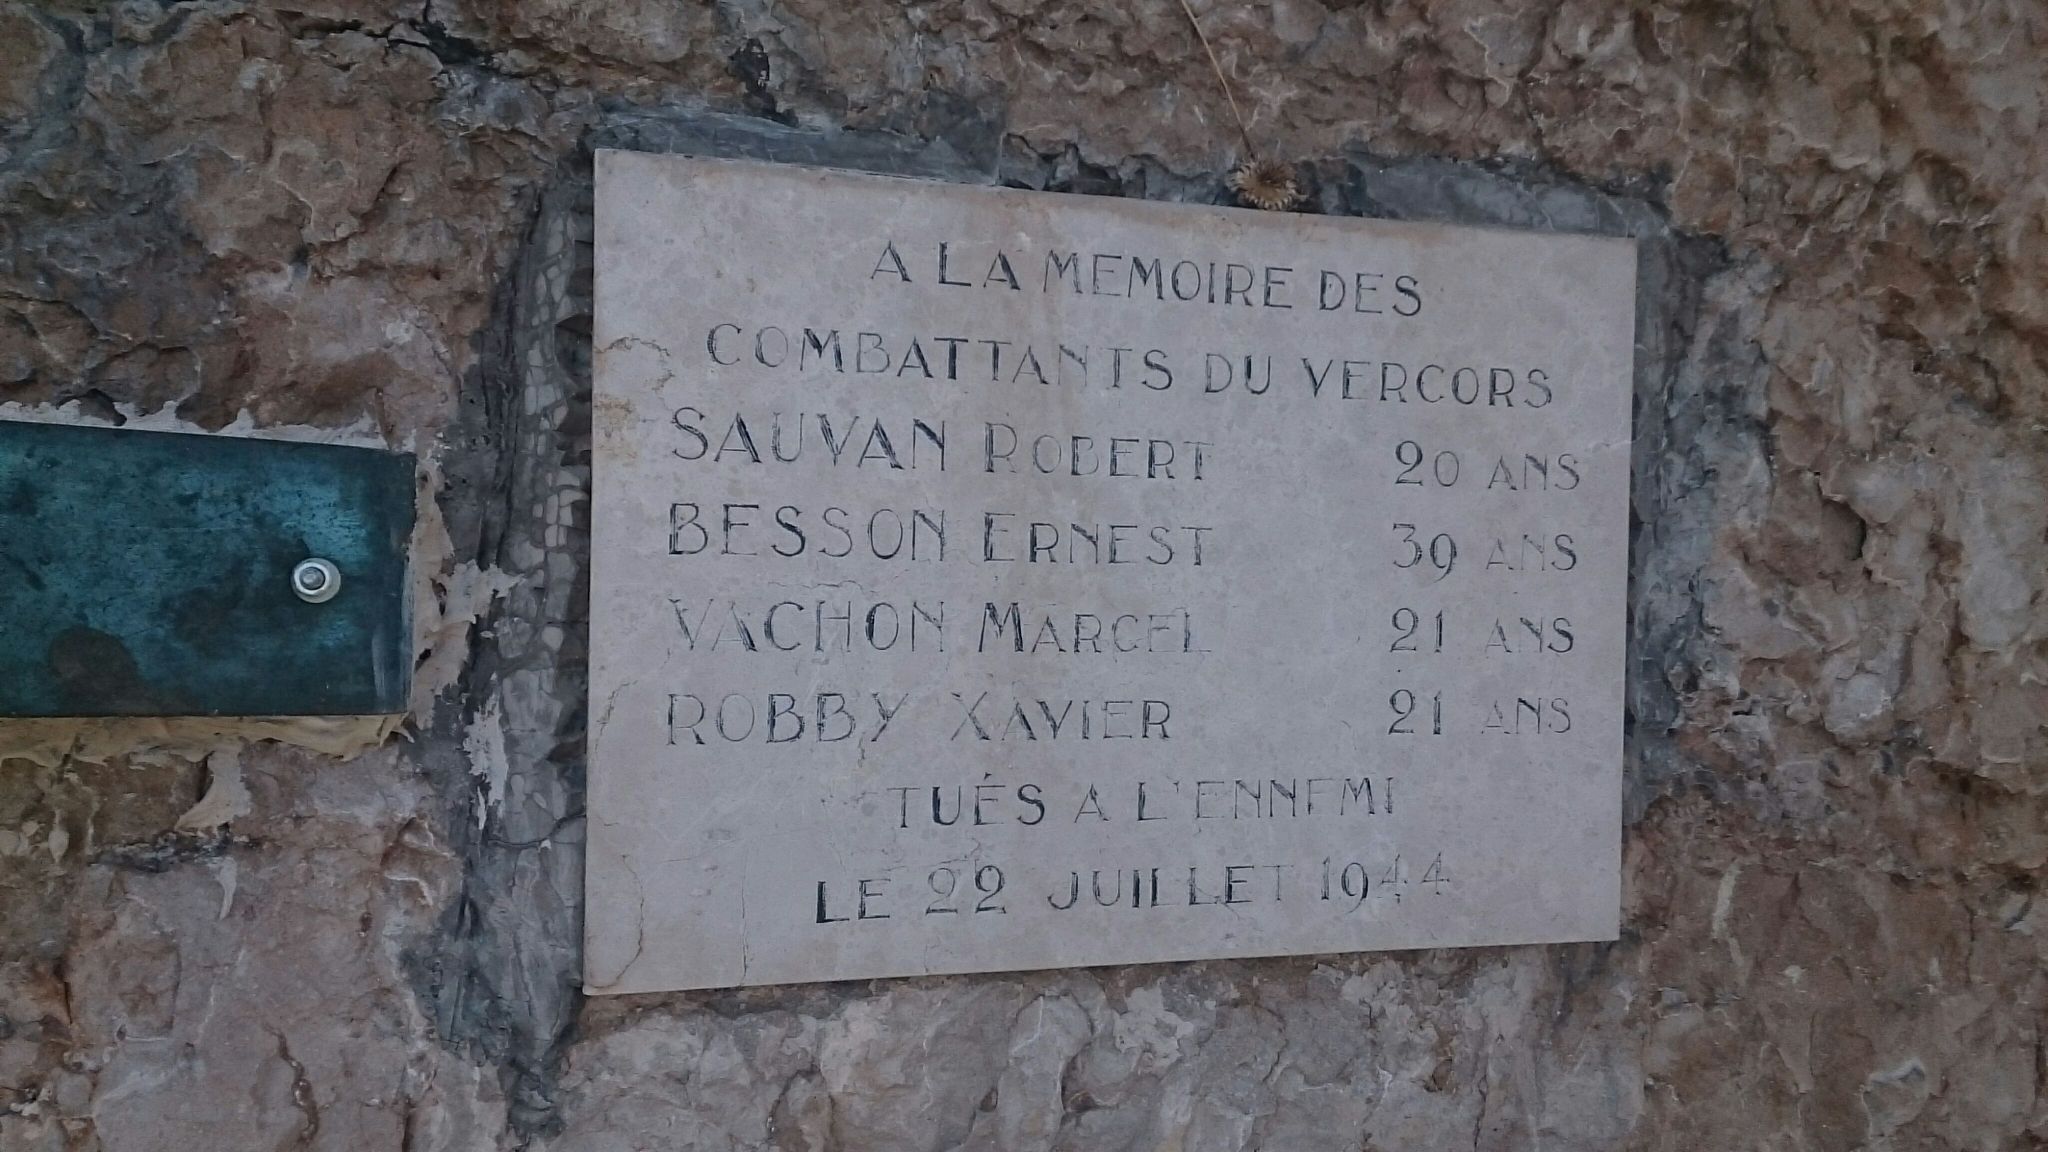 A LA MEMOIRE DES
COMBATTANTS DU VERCORS
SAUVAN ROBERT 20 ANS
BESSON ERNEST 39 ANS
VACHON MARCEL 21 ANS
ROBBY XAVIER 21 ANS
TUÉS A L'ENNEMI
LE 22 JUILLET 1944